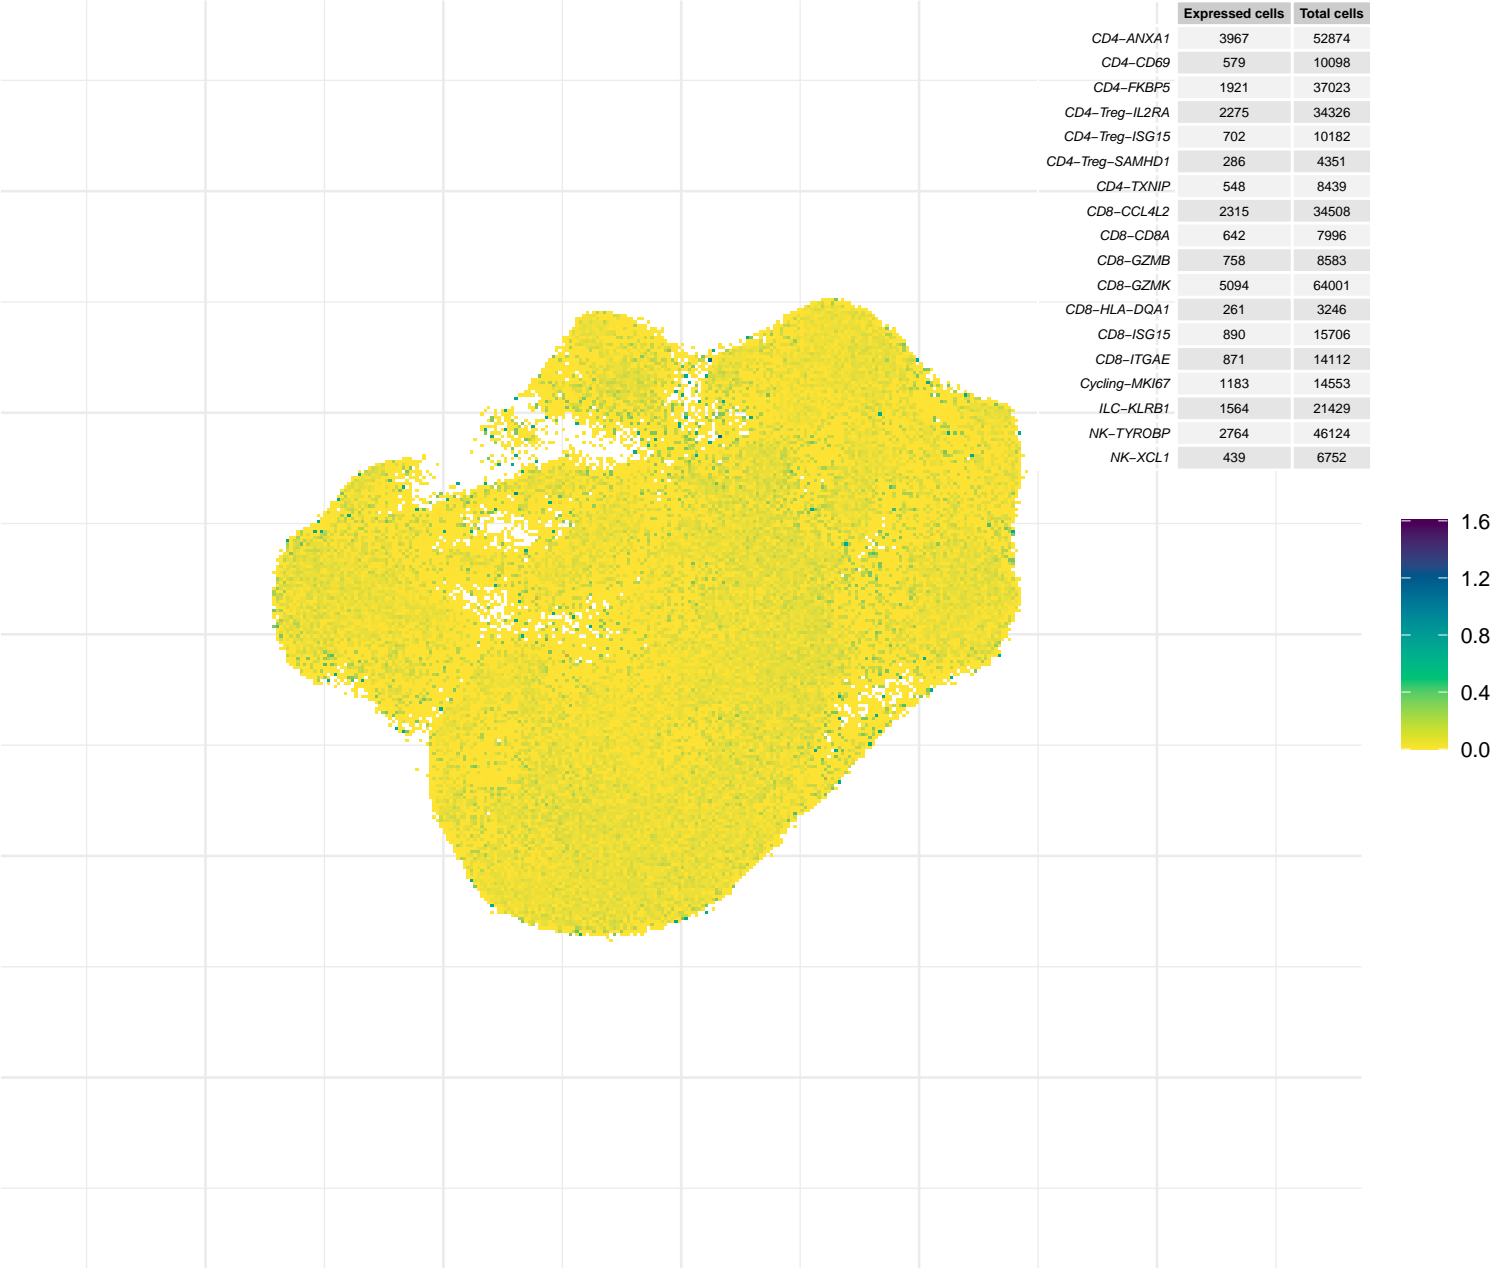 Expressed cells Total cells
CD4−ANXA1 3967 52874
CD4−CD69 579 10098
CD4−FKBP5 1921 37023
CD4−Treg−IL2RA 2275 34326
CD4−Treg−ISG15 702 10182
CD4−Treg−SAMHD1 286 4351
CD4−TXNIP 548 8439
CD8−CCL4L2 2315 34508
CD8−CD8A 642 7996
CD8−GZMB 758 8583
CD8−GZMK 5094 64001
CD8−HLA−DQA1 261 3246
CD8−ISG15 890 15706
CD8−ITGAE 871 14112
Cycling−MKI67 1183 14553
ILC−KLRB1 1564 21429
NK−TYROBP 2764 46124
NK−XCL1 439 6752
1.6
1.2
0.8
0.4
0.0